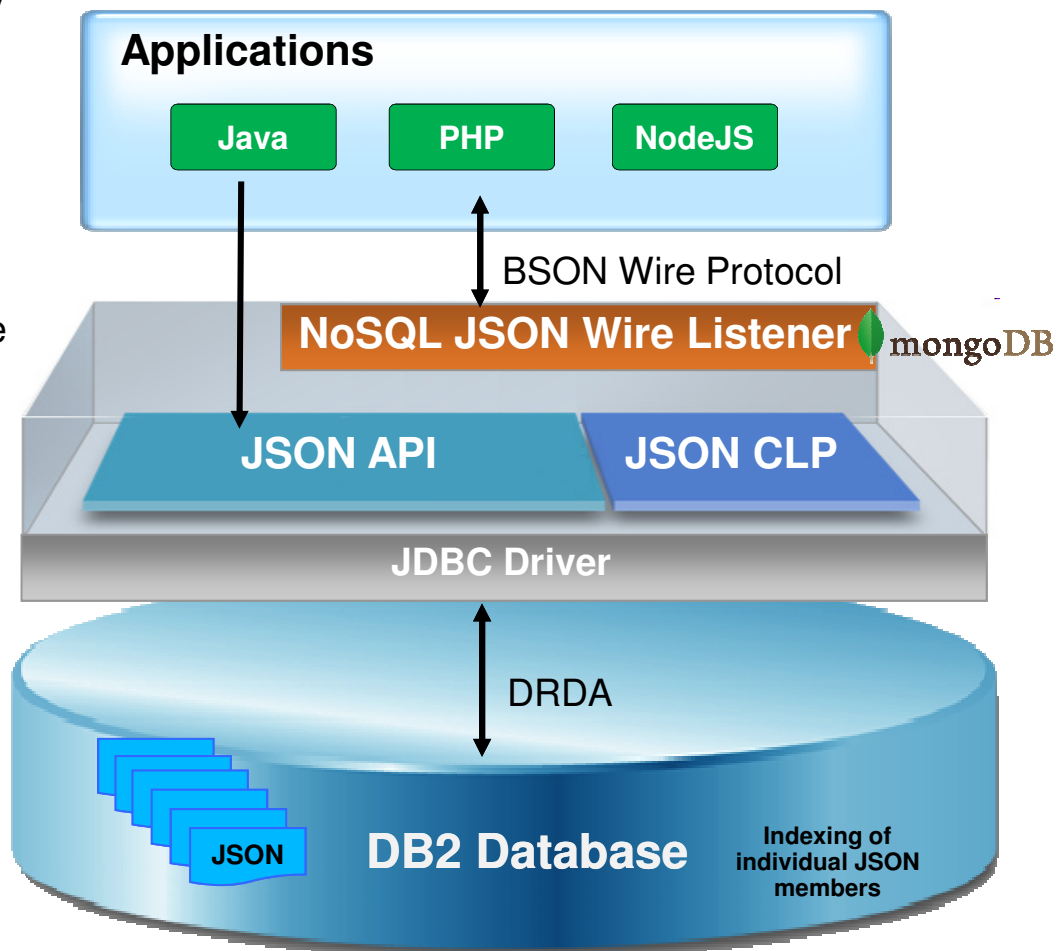 Applications
Java PHP NodeJS
BSON Wire Protocol
NoSQL JSON Wire Listener mongoDB
JSON API JSON CLP
JDBC Driver
DRDA
JSON
DB2 Database
Indexing of
individual JSON
members